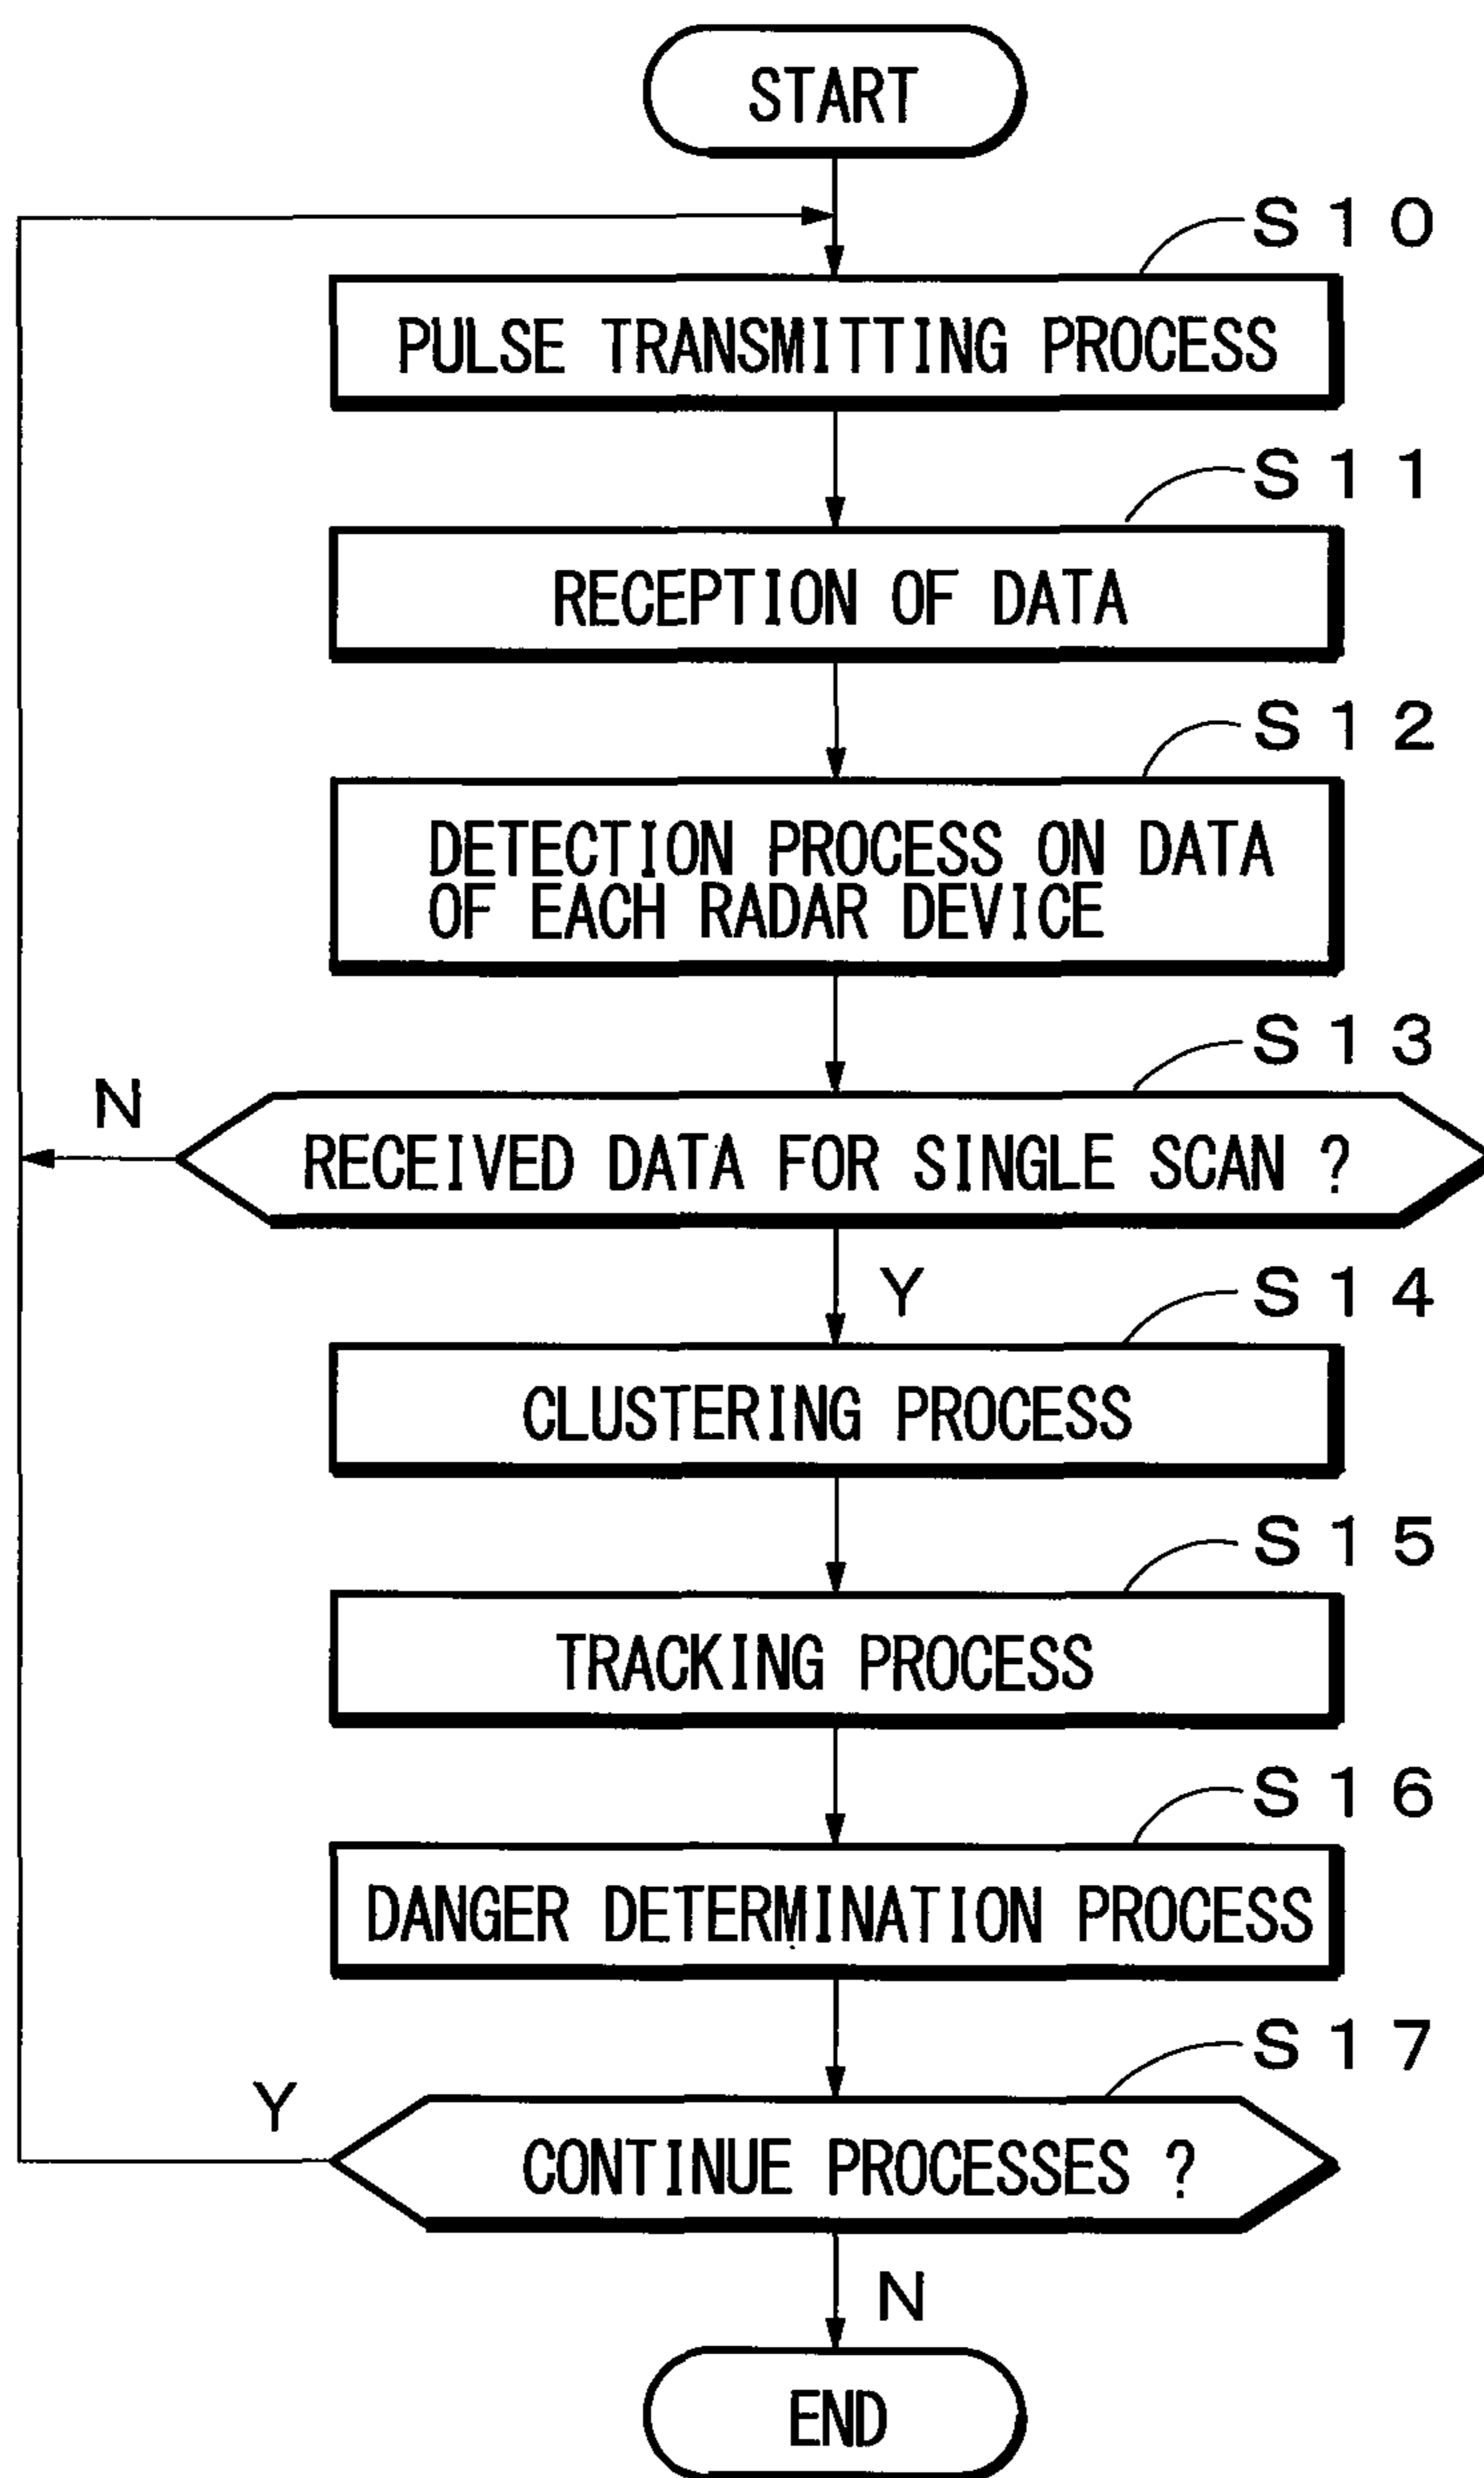 START
S10
PULSE TRANSMITTING PROCESS
S11
RECEPTION OF DATA
S12
DETECTION PROCESS ON DATA
OF EACH RADAR DEVICE
S13
N
RECEIVED DATA FOR SINGLE SCAN ?
Y
S14
CLUSTERING PROCESS
S15
TRACKING PROCESS
S16
DANGER DETERMINATION PROCESS
S17
Y
CONTINUE PROCESSES ?
N
END